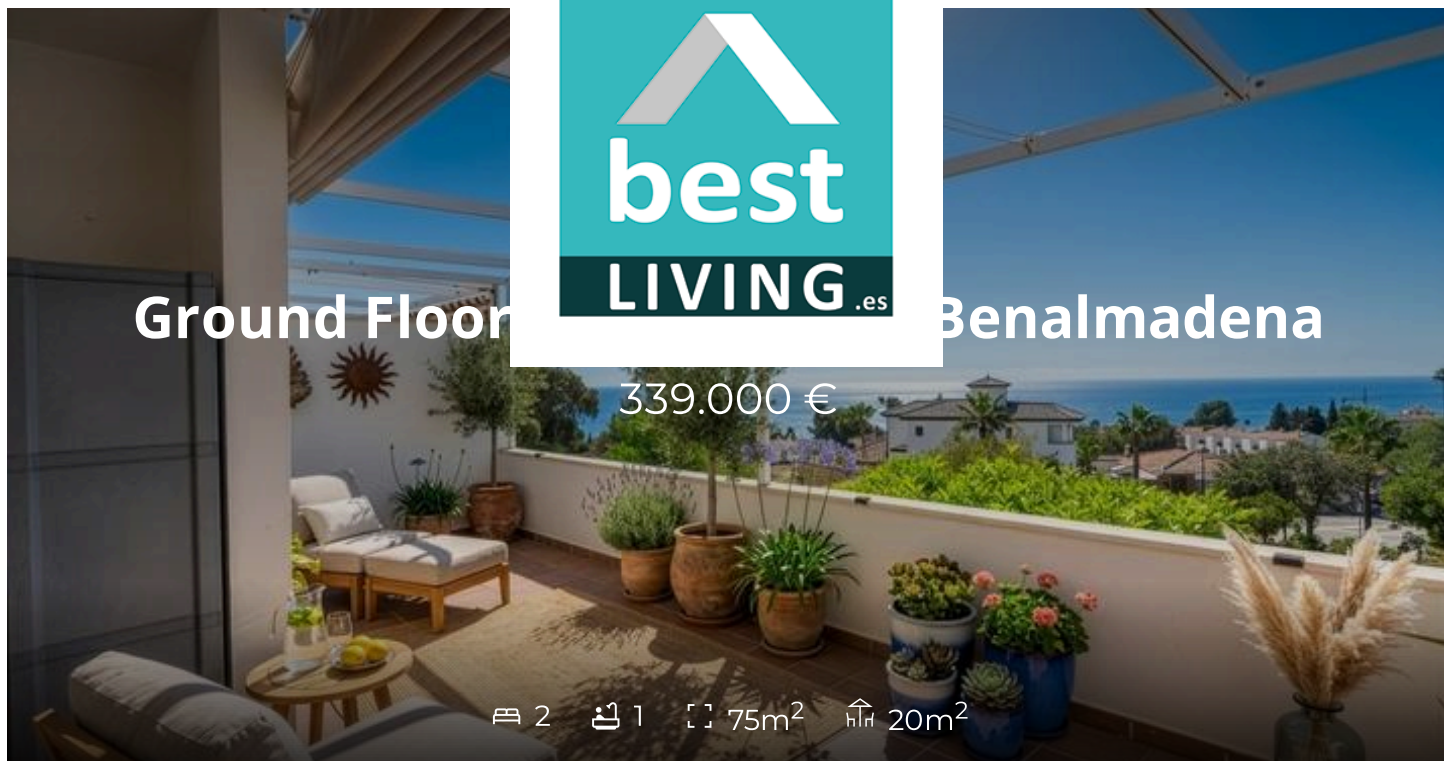 best
LIVING.es
Ground Floor Benalmadena
339.000 €
2 1 75m² 20m²